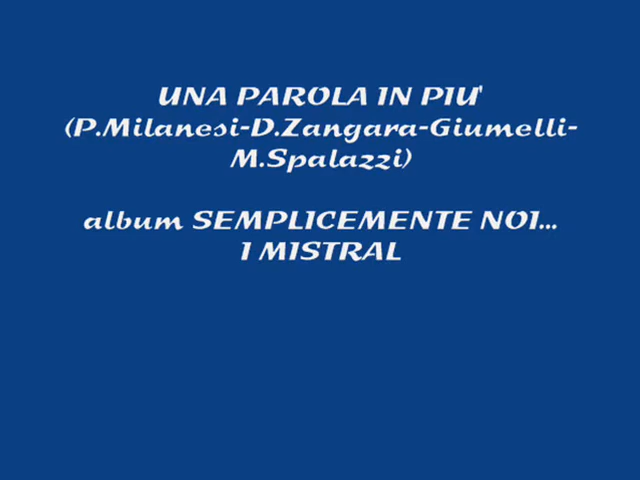 UNA PAROLA IN PIU'
(P.Milanesi-D.Zangara-Giumelli-
M.Spalazzi)
album SEMPLICEMENTE NOI...
I MISTRAL